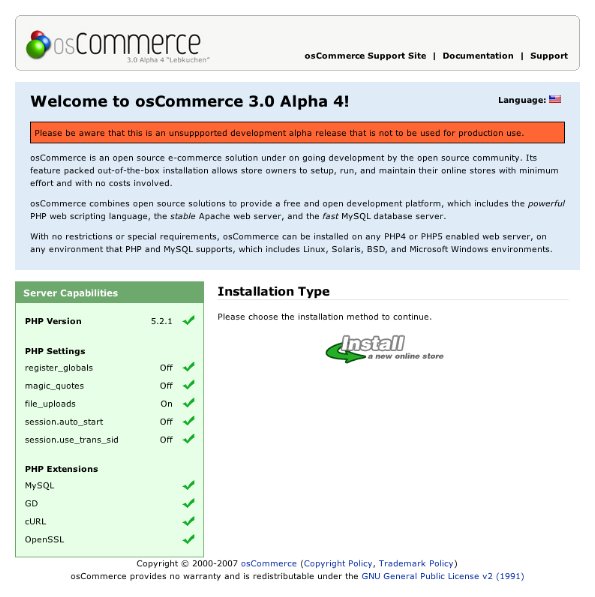 osCommerce
3.0 Alpha 4 "Lebkuchen"
osCommerce Support Site | Documentation | Support
Welcome to osCommerce 3.0 Alpha 4!
Language:
Please be aware that this is an unsuppported development alpha release that is not to be used for production use.
osCommerce is an open source e-commerce solution under on going development by the open source community. Its
feature packed out-of-the-box installation allows store owners to setup, run, and maintain their online stores with minimum
effort and with no costs involved.
osCommerce combines open source solutions to provide a free and open development platform, which includes the powerful
PHP web scripting language, the stable Apache web server, and the fast MySQL database server.
With no restrictions or special requirements, osCommerce can be installed on any PHP4 or PHP5 enabled web server, on
any environment that PHP and MySQL supports, which includes Linux, Solaris, BSD, and Microsoft Windows environments.
Server Capabilities
PHP Version 5.2.1
PHP Settings
register_globals Off
magic_quotes Off
file_uploads On
session.auto_start Off
session.use_trans_sid Off
PHP Extensions
MySQL
GD
cURL
OpenSSL
Installation Type
Please choose the installation method to continue.
Install
a new online store
Copyright © 2000-2007 osCommerce (Copyright Policy, Trademark Policy)
osCommerce provides no warranty and is redistributable under the GNU General Public License v2 (1991)